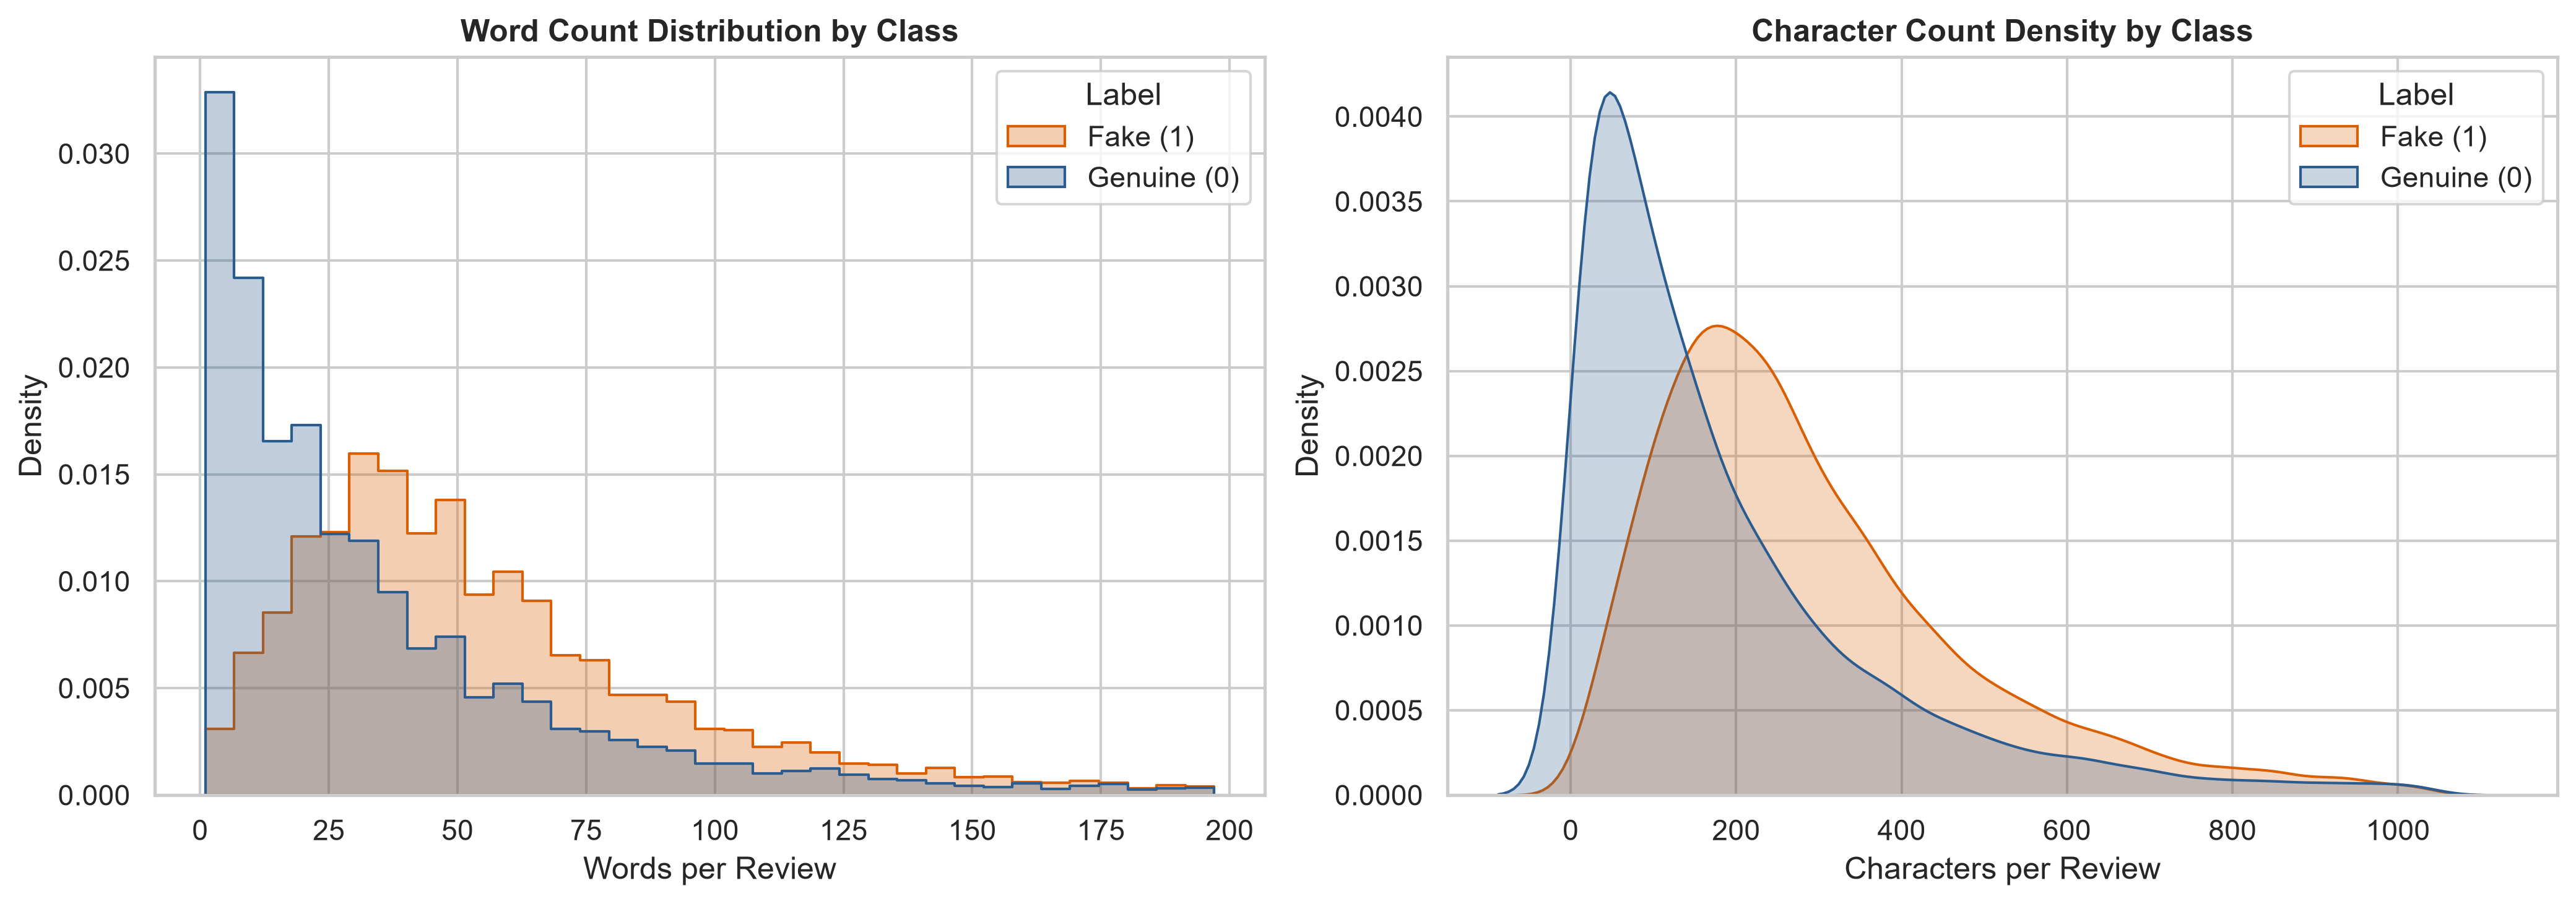 Word Count Distribution by Class
Density
0.030
0.025
0.020
0.015
0.010
0.005
0.000
0 25 50 75 100 125 150 175 200
Words per Review
Label
Fake (1)
Genuine (0)
Character Count Density by Class
Density
0.0040
0.0035
0.0030
0.0025
0.0020
0.0015
0.0010
0.0005
0.0000
0 200 400 600 800 1000
Characters per Review
Label
Fake (1)
Genuine (0)